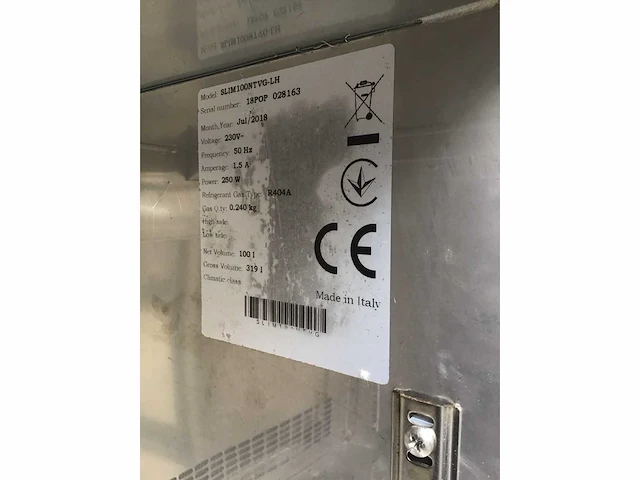 Model: SLIM100NTVG-LH
Serial number: 18POP 028163
Month,Year: Jul/2018
Voltage: 230V~
Frequency: 50 Hz
Amperage: 1.5 A
Power: 250 W
Refrigerant Gas Type: R404A
Gas Q.ty: 0.240 kg
High side:
Low side:
Net Volume: 100 l
Gross Volume: 319 l
Climatic class
CE
Made in Italy